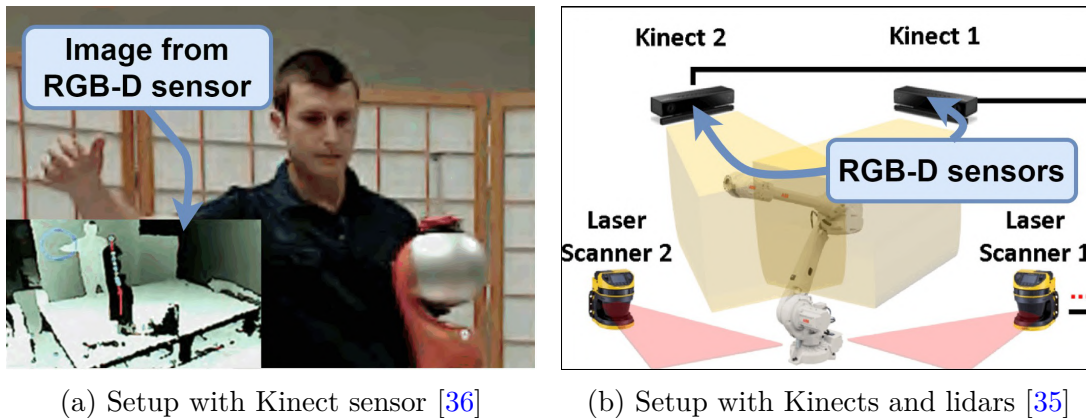 Image from
RGB-D sensor
Kinect 2
Kinect 1
RGB-D sensors
Laser
Scanner 2
Laser
Scanner 1
(a) Setup with Kinect sensor [36]
(b) Setup with Kinects and lidars [35]